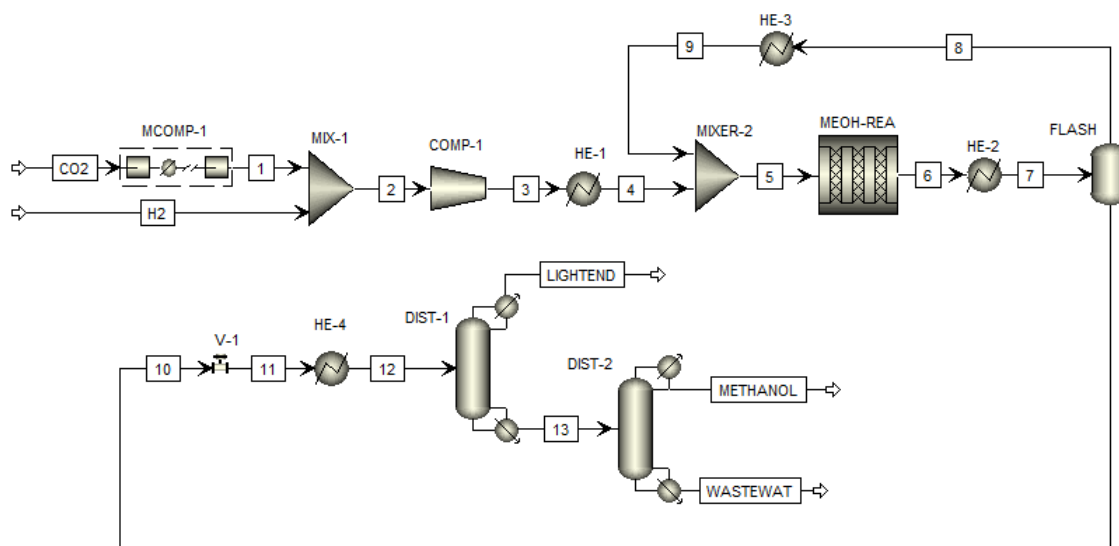 HE-3
9
8
MCOMP-1
MIX-1
COMP-1
HE-1
MIXER-2
MEOH-REA
HE-2
FLASH
CO2
1
2
3
4
5
6
7
H2
LIGHTEND
DIST-1
V-1
HE-4
DIST-2
10
11
12
METHANOL
13
WASTEWAT